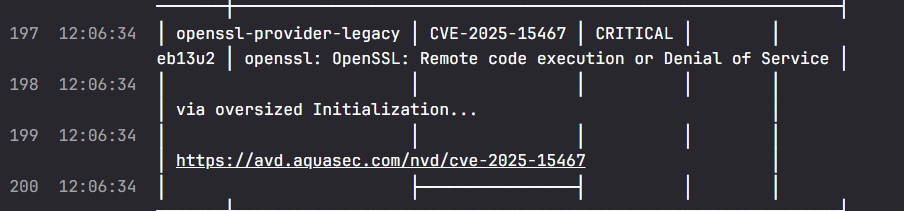 197 12:06:34 │ openssl-provider-legacy │ CVE-2025-15467 │ CRITICAL │ │
eb13u2 │ openssl: OpenSSL: Remote code execution or Denial of Service │
198 12:06:34 │ │ │ │ │
│ via oversized Initialization... │
199 12:06:34 │ │ │ │ │
│ https://avd.aquasec.com/nvd/cve-2025-15467 │
200 12:06:34 │ ├────────────────┤ │ │